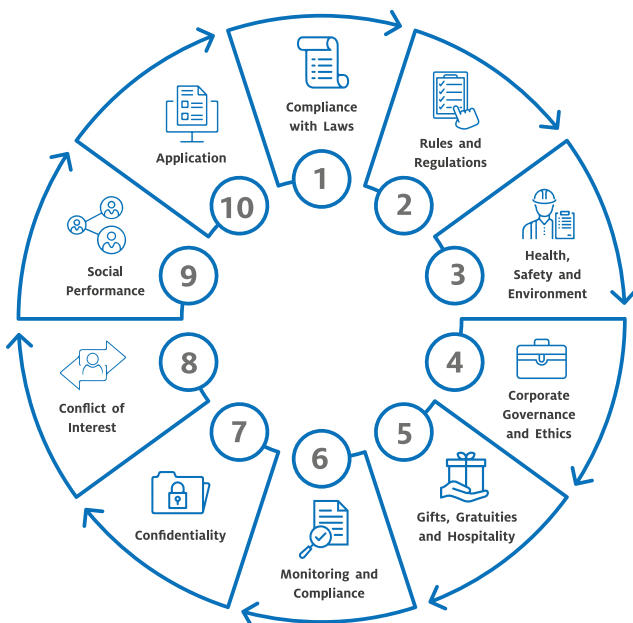 Compliance
with Laws
1
Rules and
Regulations
2
Health,
Safety and
Environment
3
Corporate
Governance
and Ethics
4
Gifts, Gratuities
and Hospitality
5
Monitoring and
Compliance
6
Confidentiality
7
Conflict of
Interest
8
Social
Performance
9
Application
10